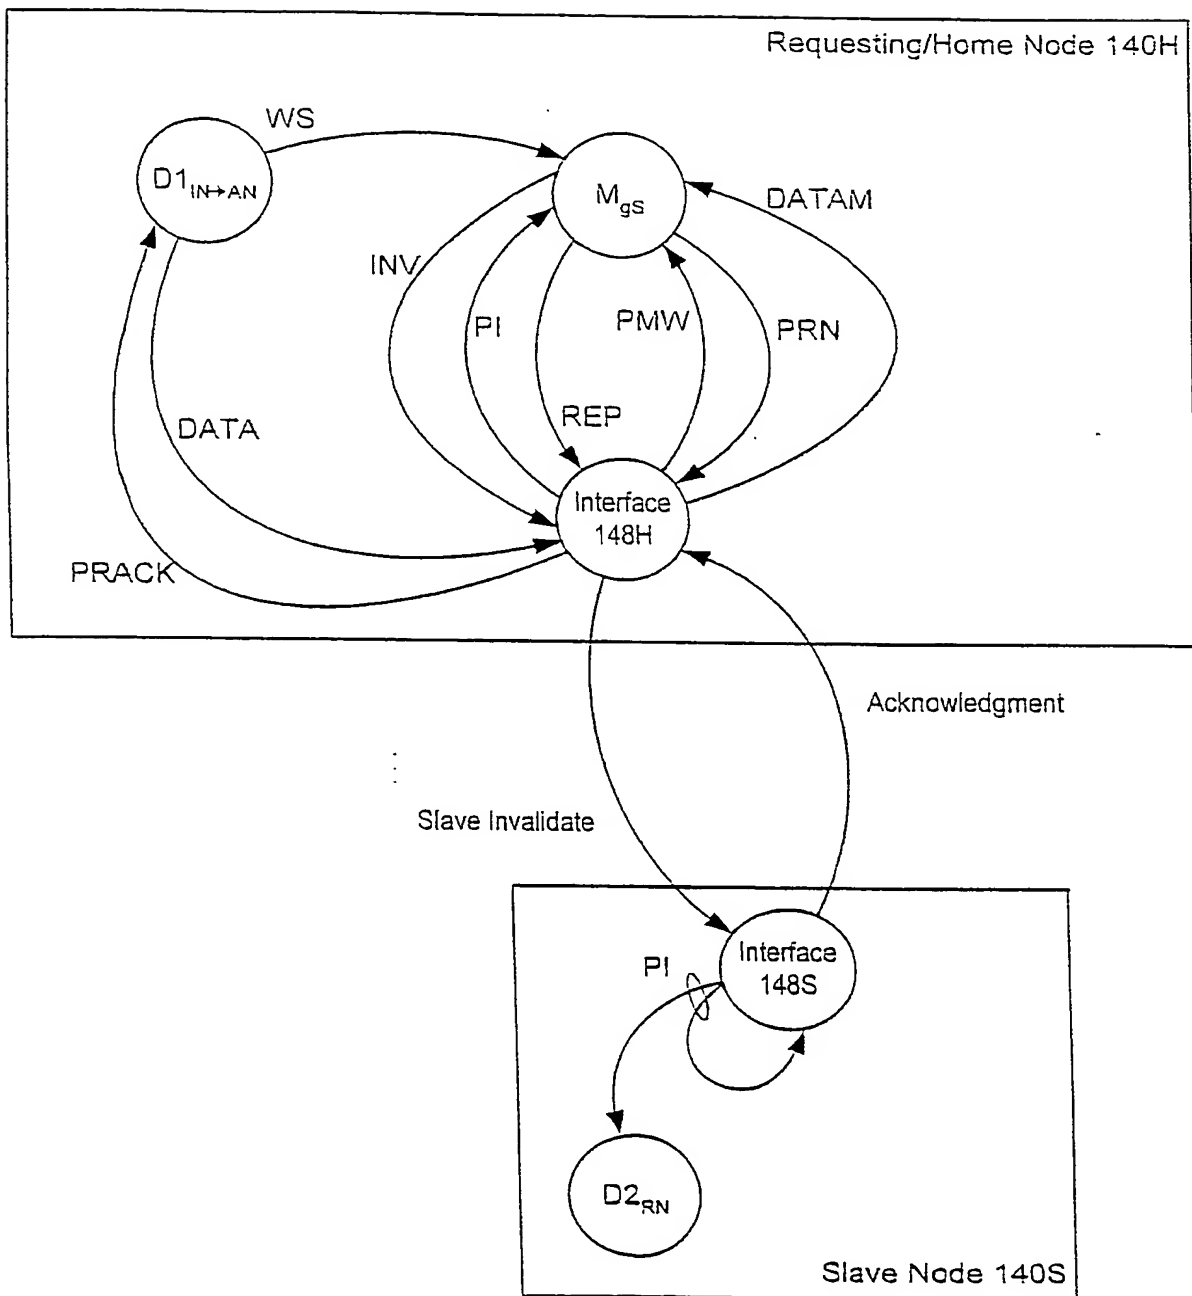 Requesting/Home Node 140H
WS
D1IN→AN
MgS
DATAM
INV
PI
PMW
PRN
REP
DATA
Interface
148H
PRACK
Acknowledgment
Slave Invalidate
Interface
148S
PI
D2RN
Slave Node 140S